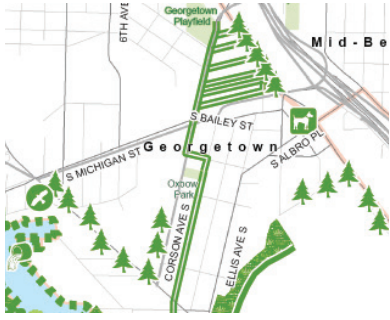 Georgetown
Playfield
6TH AVE
Mid-Be
S BAILEY ST
Georgetown
S ALBRO PL
S MICHIGAN ST
Oxbow
Park
CORSON AVE S
ELLIS AVE S